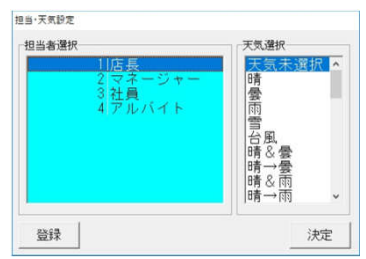 担当・天気設定
担当者選択
1 店長
2 マネージャー
3 社員
4 アルバイト
天気選択
天気未選択
晴
曇
雨
雪
台風
晴＆曇
晴→曇
晴＆雨
晴→雨
登録
決定